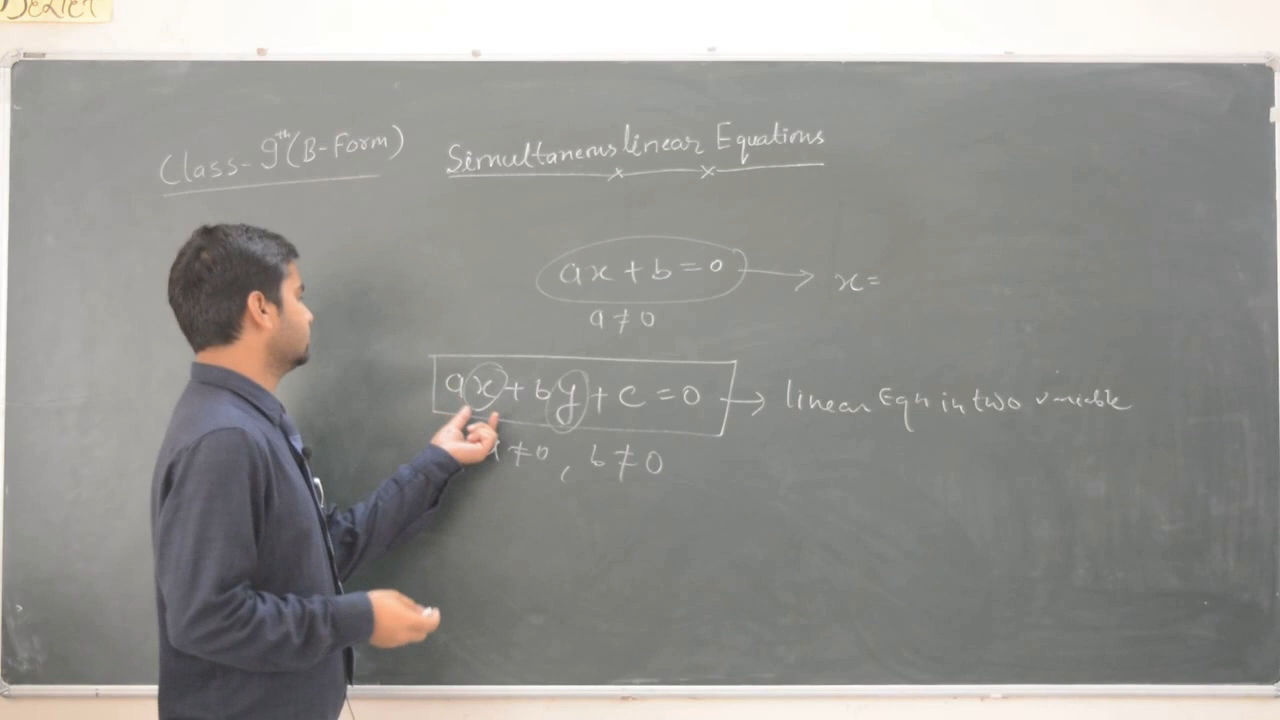 Class-9th (B-Form)
Simultaneous linear Equations
ax + b = 0 → x =
a ≠ 0
ax + by + c = 0 → linear Eqn in two variable
a ≠ 0, b ≠ 0